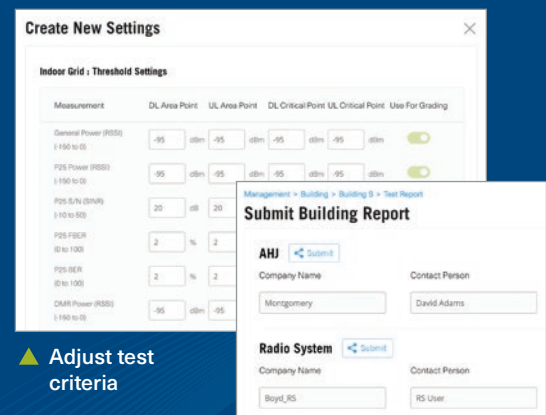 Create New Settings
Indoor Grid : Threshold Settings
Measurement DL Area Point UL Area Point DL Critical Point UL Critical Point Use For Grading
General Power (RSSI)
(-190 to 0)
-95 dBm -95 dBm -95 dBm -95 dBm
P25 Power (RSSI)
(-190 to 0)
-95 dBm -95 dBm -95 dBm -95 dBm
P25 S/N (SINR)
(-10 to 50)
20 dB 20
P25 FBER
(0 to 100)
2 % 2
P25 BER
(0 to 100)
2 % 2
DMR Power (RSSI)
(-190 to 0)
-95 dBm -95
Management > Building > Building S > Test Report
Submit Building Report
AHJ Submit
Company Name Contact Person
Montgomery David Adams
Radio System Submit
Company Name Contact Person
Boyd_RS RS User
Adjust test
criteria